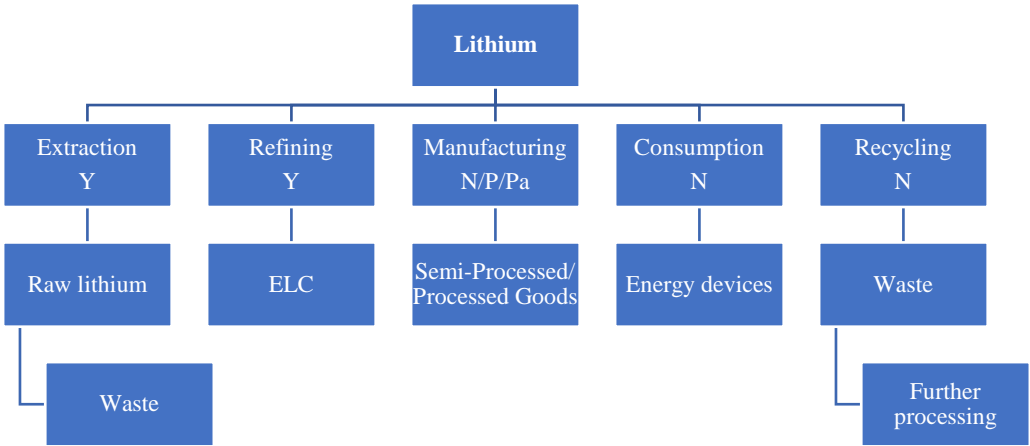 Lithium
Extraction
Y
Refining
Y
Manufacturing
N/P/Pa
Consumption
N
Recycling
N
Raw lithium
ELC
Semi-Processed/
Processed Goods
Energy devices
Waste
Waste
Further
processing